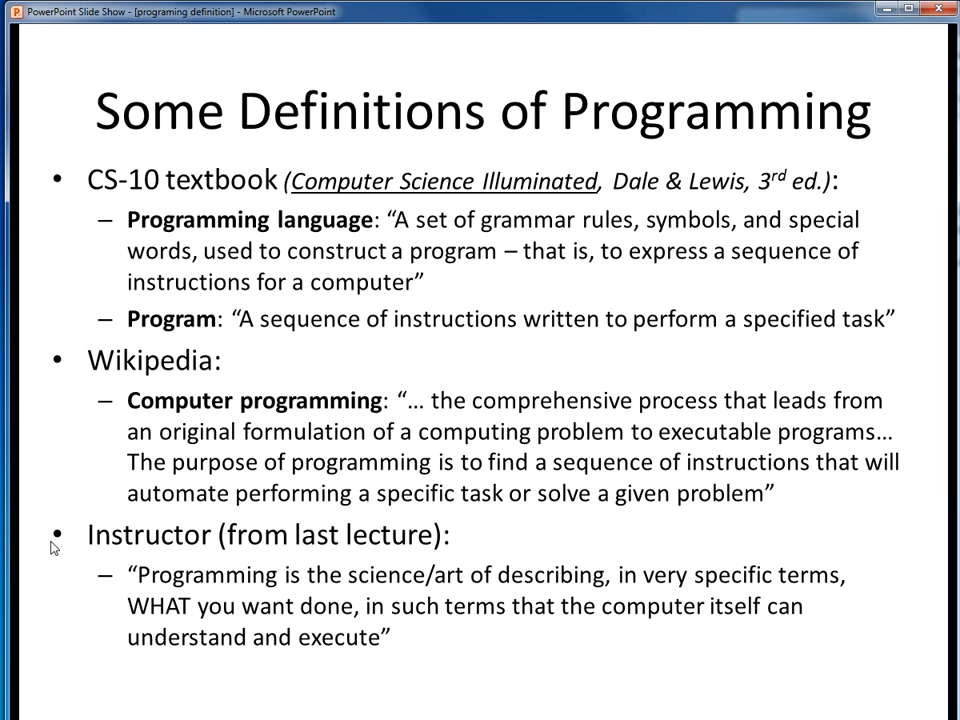 PowerPoint Slide Show - [programing definition] - Microsoft PowerPoint
Some Definitions of Programming
• CS-10 textbook (Computer Science Illuminated, Dale & Lewis, 3rd ed.):
– Programming language: “A set of grammar rules, symbols, and special
words, used to construct a program – that is, to express a sequence of
instructions for a computer”
– Program: “A sequence of instructions written to perform a specified task”
• Wikipedia:
– Computer programming: “… the comprehensive process that leads from
an original formulation of a computing problem to executable programs…
The purpose of programming is to find a sequence of instructions that will
automate performing a specific task or solve a given problem”
• Instructor (from last lecture):
– “Programming is the science/art of describing, in very specific terms,
WHAT you want done, in such terms that the computer itself can
understand and execute”